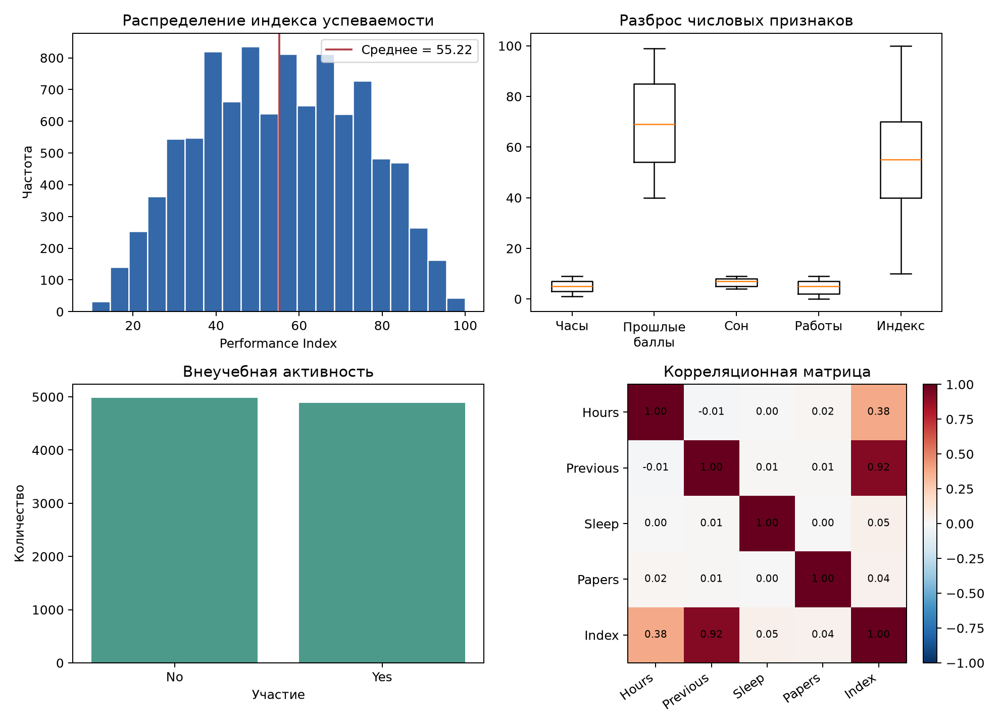 Распределение индекса успеваемости
Частота
800
700
600
500
400
300
200
100
0
Среднее = 55.22
20 40 60 80 100
Performance Index
Разброс числовых признаков
100
80
60
40
20
0
Часы Прошлые баллы Сон Работы Индекс
Внеучебная активность
Количество
5000
4000
3000
2000
1000
0
No Yes
Участие
Корреляционная матрица
Hours 1.00 -0.01 0.00 0.02 0.38
Previous -0.01 1.00 0.01 0.01 0.92
Sleep 0.00 0.01 1.00 0.00 0.05
Papers 0.02 0.01 0.00 1.00 0.04
Index 0.38 0.92 0.05 0.04 1.00
Hours Previous Sleep Papers Index
1.00
0.75
0.50
0.25
0.00
−0.25
−0.50
−0.75
−1.00